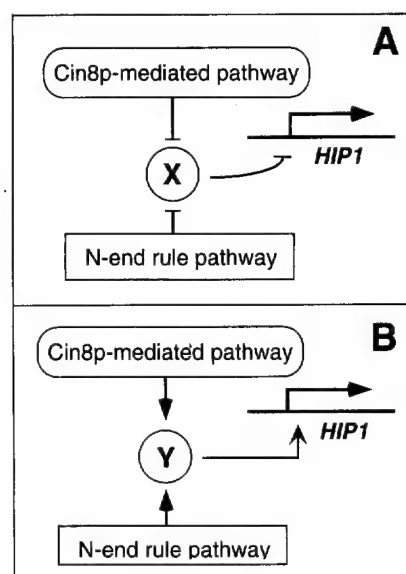 A
Cin8p-mediated pathway
X
HIP1
N-end rule pathway
B
Cin8p-mediated pathway
Y
HIP1
N-end rule pathway